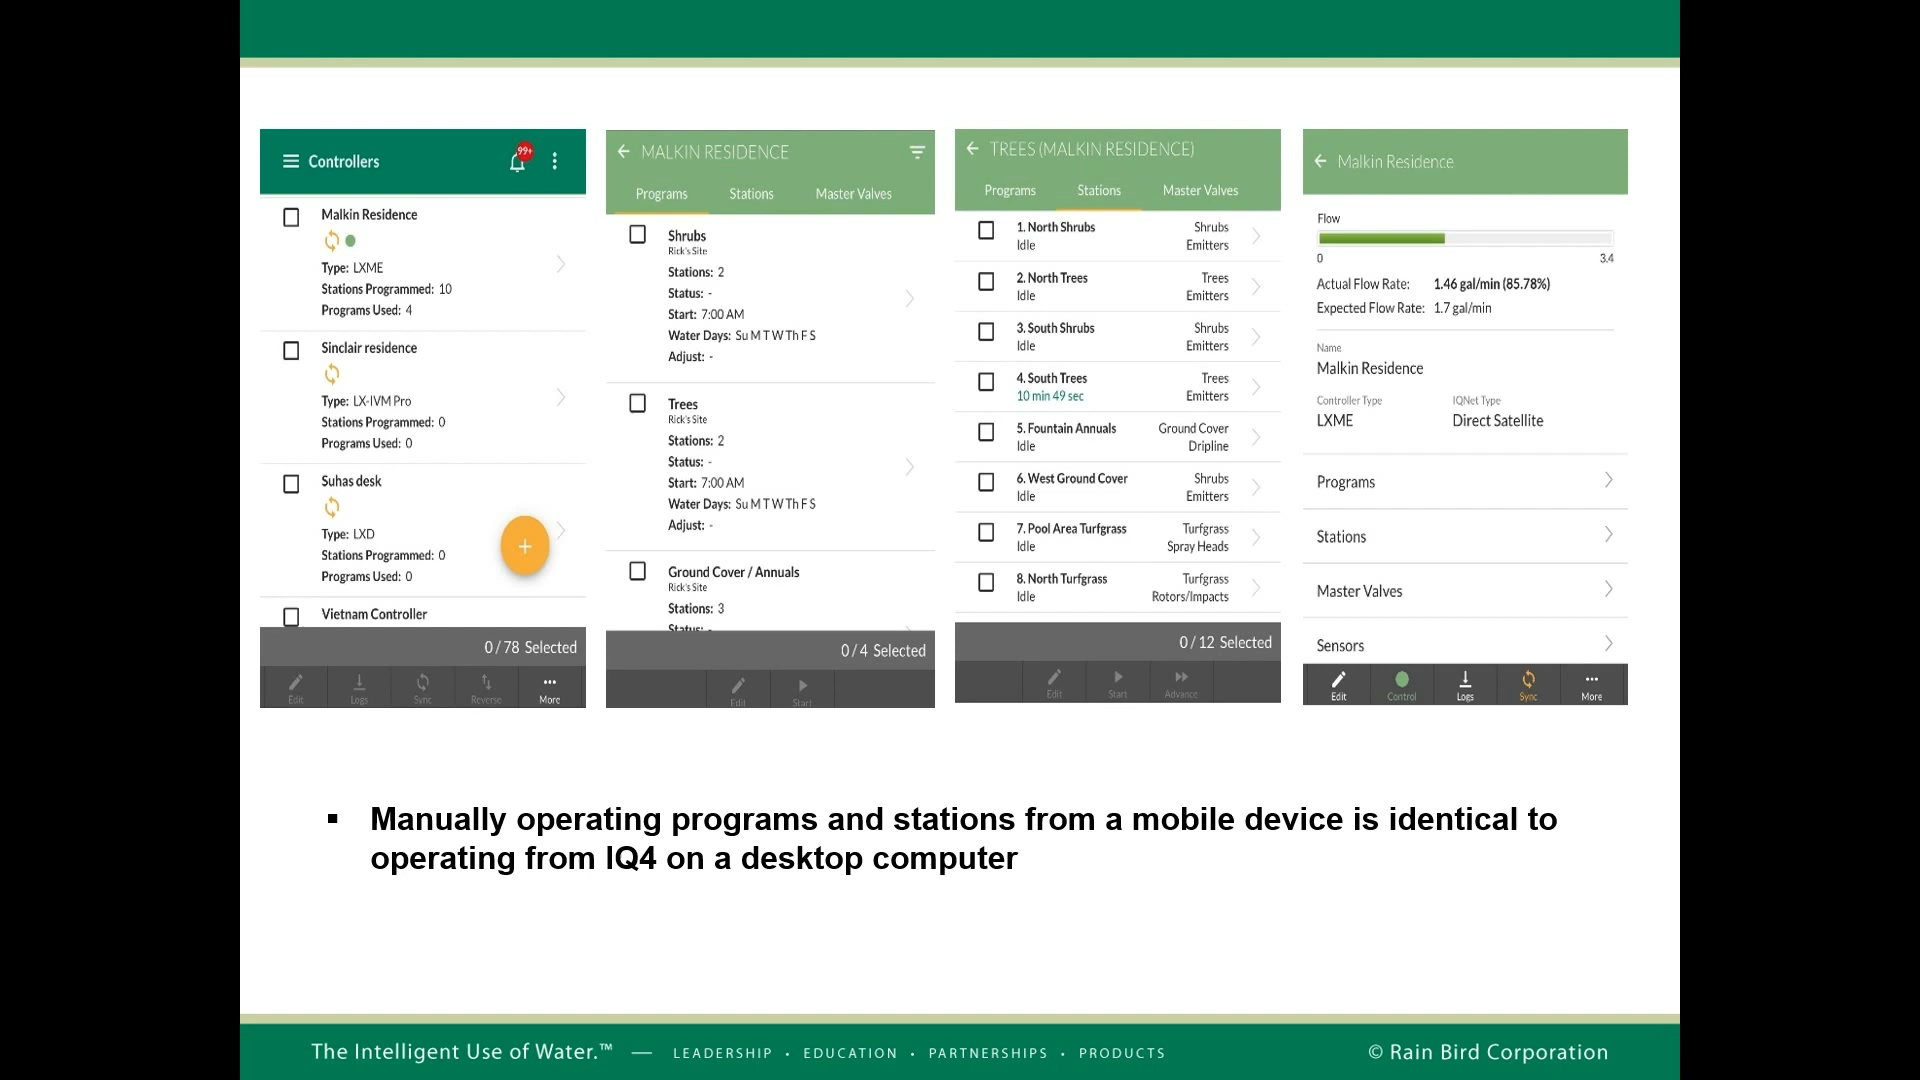 Controllers
99+
Malkin Residence
Type: LXME
Stations Programmed: 10
Programs Used: 4
Sinclair residence
Type: LX-IVM Pro
Stations Programmed: 0
Programs Used: 0
Suhas desk
Type: LXD
Stations Programmed: 0
Programs Used: 0
+
Vietnam Controller
0 / 78 Selected
Edit
Logs
Sync
Reverse
More
MALKIN RESIDENCE
Programs
Stations
Master Valves
Shrubs
Rick's Site
Stations: 2
Status: -
Start: 7:00 AM
Water Days: Su M T W Th F S
Adjust: -
Trees
Rick's Site
Stations: 2
Status: -
Start: 7:00 AM
Water Days: Su M T W Th F S
Adjust: -
Ground Cover / Annuals
Rick's Site
Stations: 3
Status: -
0 / 4 Selected
Edit
Start
TREES (MALKIN RESIDENCE)
Programs
Stations
Master Valves
1. North Shrubs Shrubs
Idle Emitters
2. North Trees Trees
Idle Emitters
3. South Shrubs Shrubs
Idle Emitters
4. South Trees Trees
10 min 49 sec Emitters
5. Fountain Annuals Ground Cover
Idle Dripline
6. West Ground Cover Shrubs
Idle Emitters
7. Pool Area Turfgrass Turfgrass
Idle Spray Heads
8. North Turfgrass Turfgrass
Idle Rotors/Impacts
0 / 12 Selected
Edit
Start
Advance
Malkin Residence
Flow
0 3.4
Actual Flow Rate: 1.46 gal/min (85.78%)
Expected Flow Rate: 1.7 gal/min
Name
Malkin Residence
Controller Type IQNet Type
LXME Direct Satellite
Programs
Stations
Master Valves
Sensors
Edit
Control
Logs
Sync
More
▪ Manually operating programs and stations from a mobile device is identical to
operating from IQ4 on a desktop computer
The Intelligent Use of Water.™ — LEADERSHIP • EDUCATION • PARTNERSHIPS • PRODUCTS
© Rain Bird Corporation